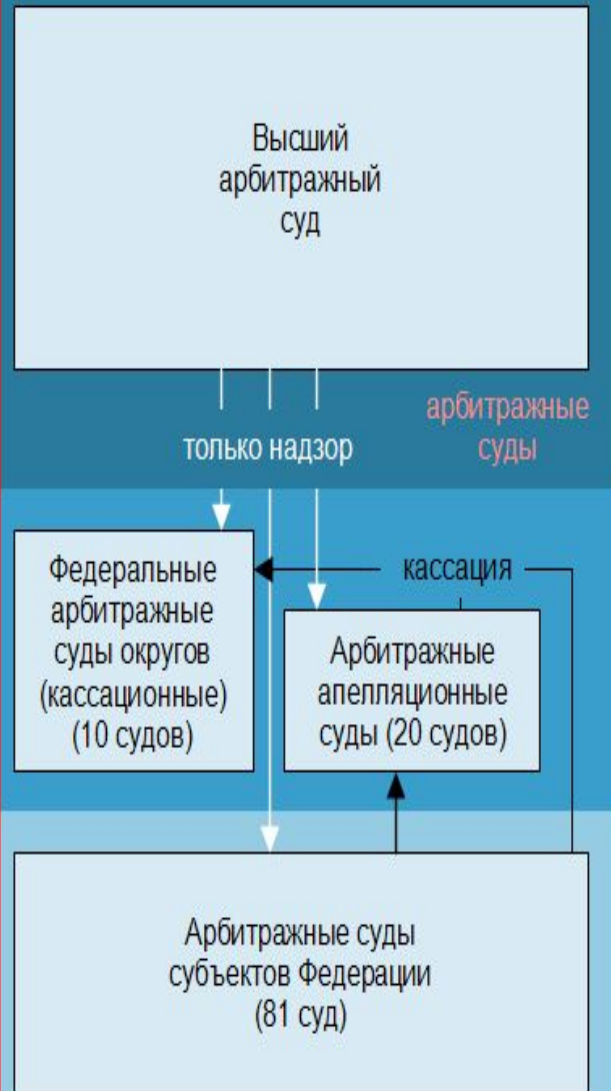 Высший
арбитражный
суд
арбитражные
суды
только надзор
Федеральные
арбитражные
суды округов
(кассационные)
(10 судов)
кассация
Арбитражные
апелляционные
суды (20 судов)
Арбитражные суды
субъектов Федерации
(81 суд)